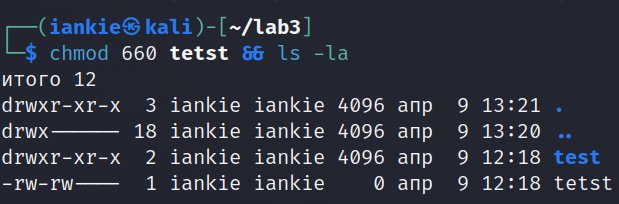 ┌──(iankie㉿kali)-[~/lab3]
└─$ chmod 660 tetst && ls -la
итого 12
drwxr-xr-x  3 iankie iankie 4096 апр  9 13:21 .
drwx------ 18 iankie iankie 4096 апр  9 13:20 ..
drwxr-xr-x  2 iankie iankie 4096 апр  9 12:18 test
-rw-rw----  1 iankie iankie    0 апр  9 12:18 tetst